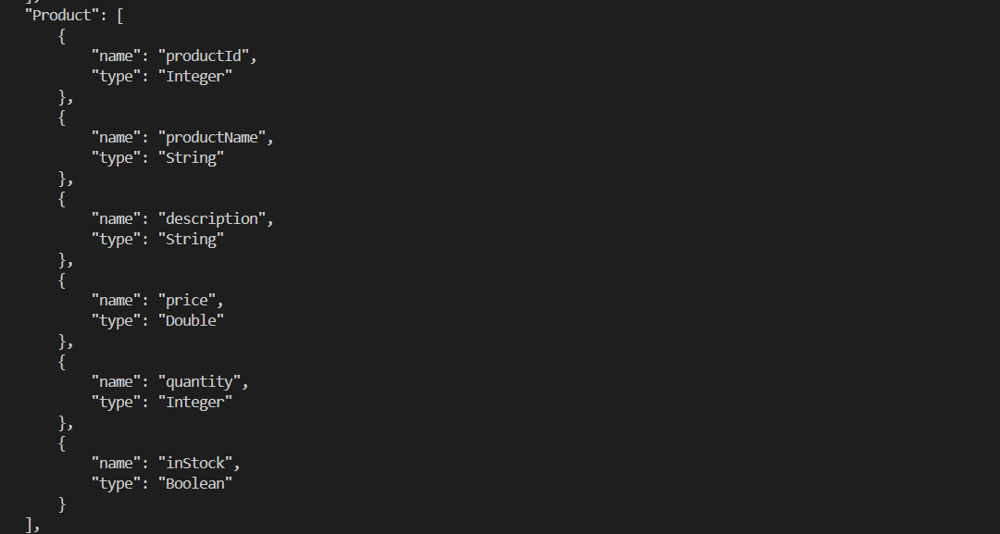 "Product": [
{
"name": "productId",
"type": "Integer"
},
{
"name": "productName",
"type": "String"
},
{
"name": "description",
"type": "String"
},
{
"name": "price",
"type": "Double"
},
{
"name": "quantity",
"type": "Integer"
},
{
"name": "inStock",
"type": "Boolean"
}
],